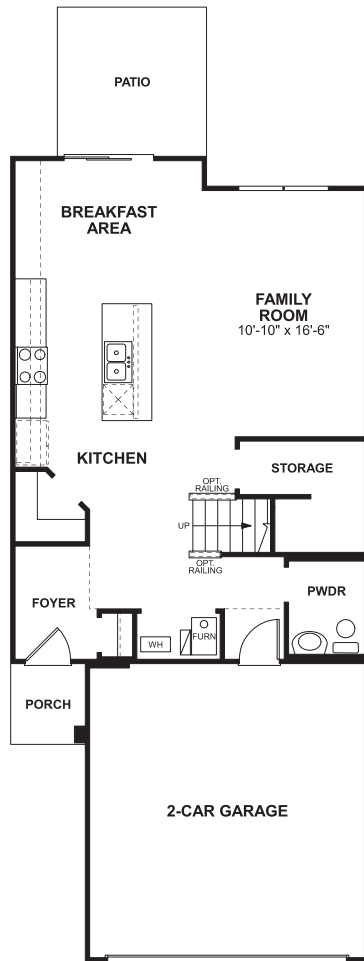 PATIO
BREAKFAST
AREA
FAMILY
ROOM
10'-10" x 16'-6"
KITCHEN
STORAGE
OPT.
RAILING
UP
OPT.
RAILING
FOYER
PWDR
WH
FURN
PORCH
2-CAR GARAGE